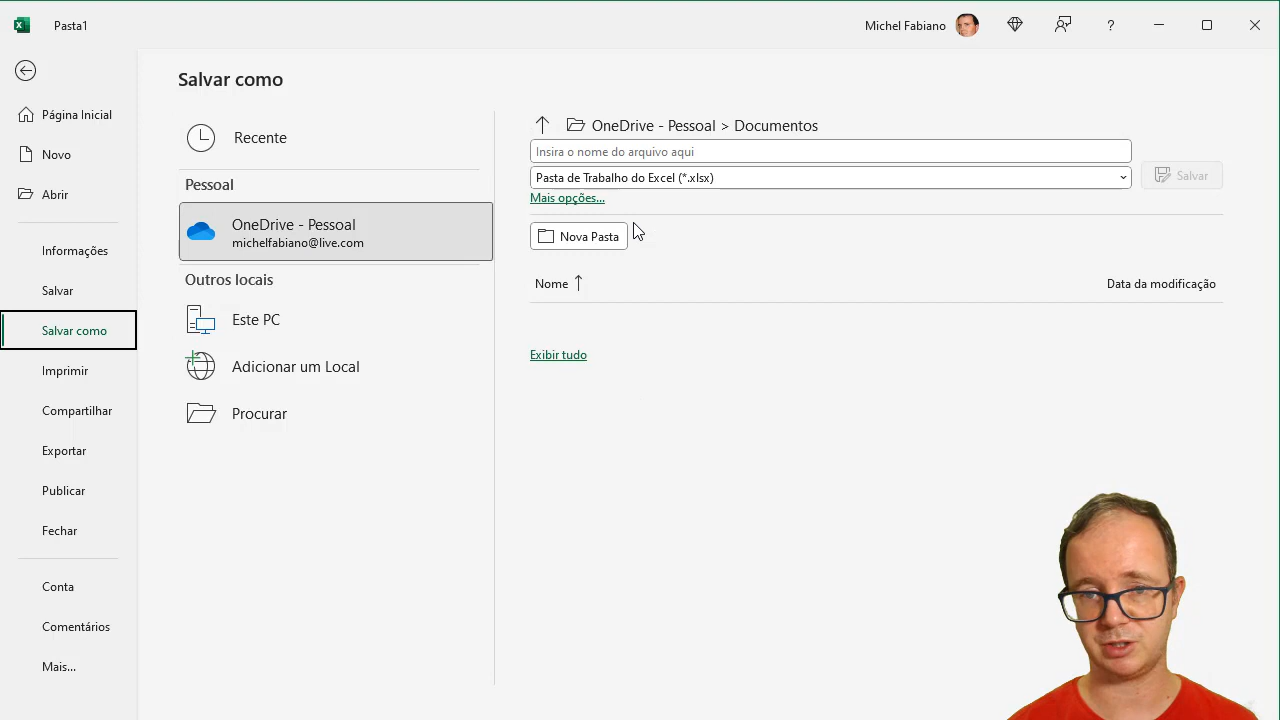 Pasta1
Michel Fabiano
?
Salvar como
Página Inicial
Novo
Abrir
Informações
Salvar
Salvar como
Imprimir
Compartilhar
Exportar
Publicar
Fechar
Conta
Comentários
Mais...
Recente
Pessoal
OneDrive - Pessoal
michelfabiano@live.com
Outros locais
Este PC
Adicionar um Local
Procurar
OneDrive - Pessoal > Documentos
Insira o nome do arquivo aqui
Pasta de Trabalho do Excel (*.xlsx)
Salvar
Mais opções...
Nova Pasta
Nome
Data da modificação
Exibir tudo